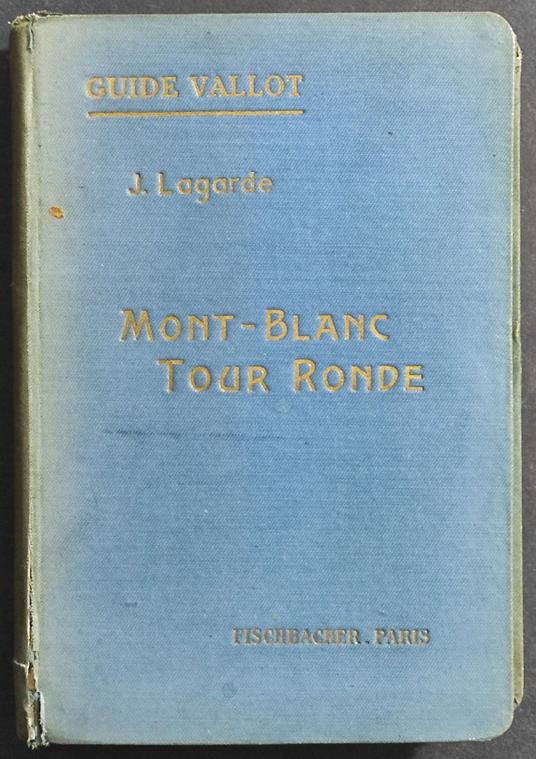 GUIDE VALLOT
J. Lagarde
MONT-BLANC
TOUR RONDE
FISCHBACHER. PARIS